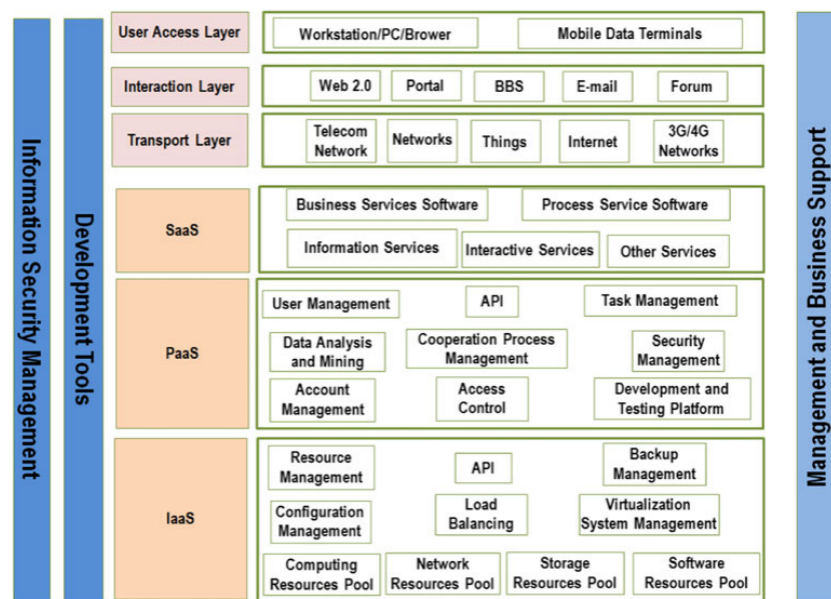 Information Security Management
Development Tools
User Access Layer
Workstation/PC/Brower
Mobile Data Terminals
Interaction Layer
Web 2.0
Portal
BBS
E-mail
Forum
Transport Layer
Telecom
Network
Networks
Things
Internet
3G/4G
Networks
SaaS
Business Services Software
Process Service Software
Information Services
Interactive Services
Other Services
PaaS
User Management
API
Task Management
Data Analysis
and Mining
Cooperation Process
Management
Security
Management
Account
Management
Access
Control
Development and
Testing Platform
IaaS
Resource
Management
API
Backup
Management
Configuration
Management
Load
Balancing
Virtualization
System Management
Computing
Resources Pool
Network
Resources Pool
Storage
Resources Pool
Software
Resources Pool
Management and Business Support